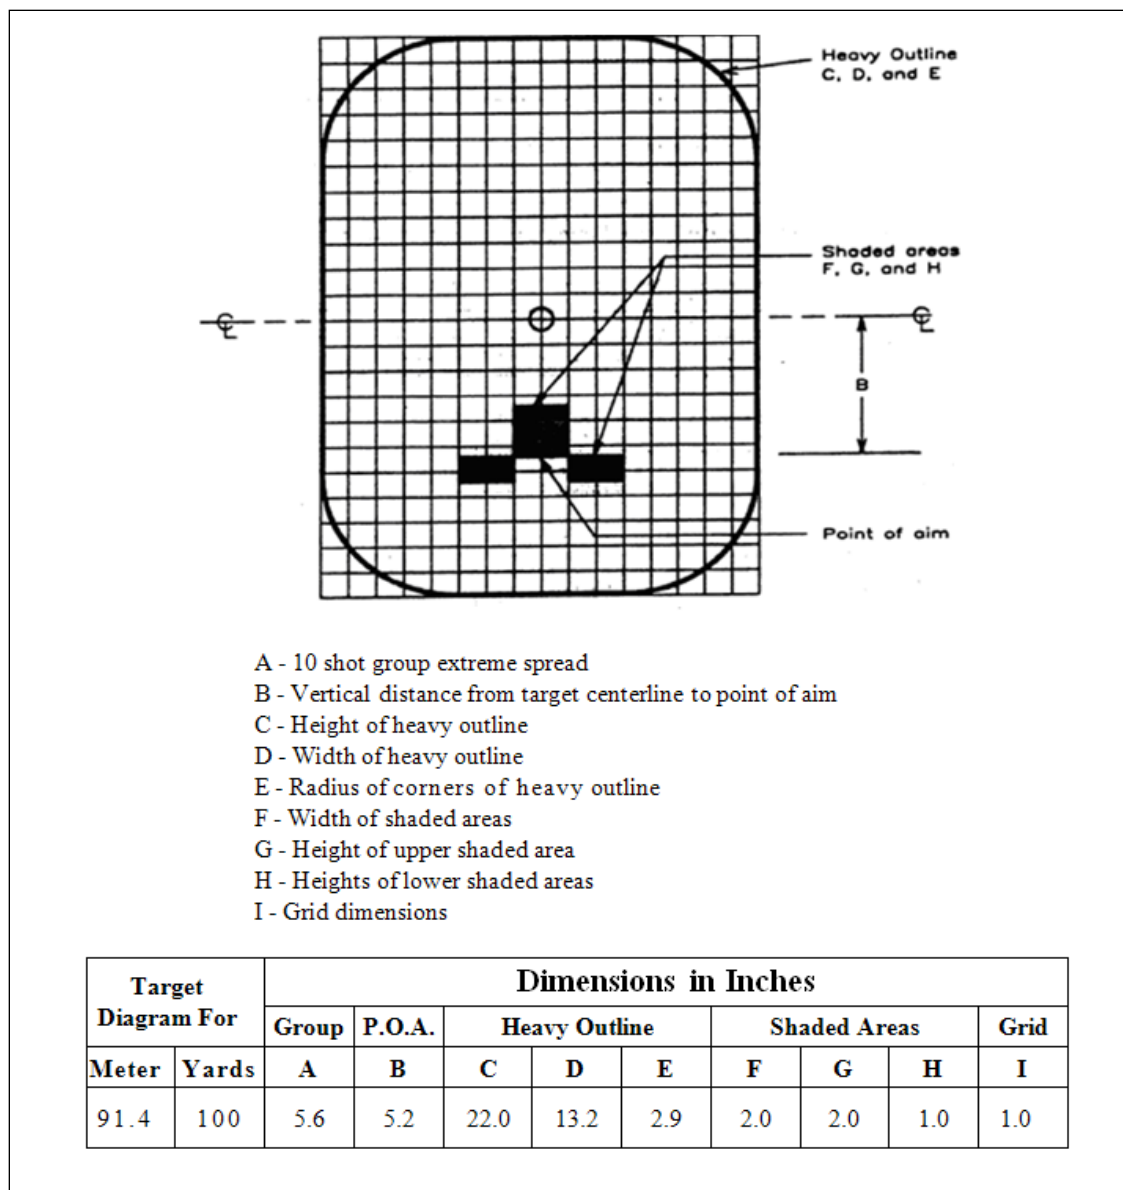 Heavy Outline
C, D, and E
Shaded areas
F, G, and H
℄ ℄
B
Point of aim
A - 10 shot group extreme spread
B - Vertical distance from target centerline to point of aim
C - Height of heavy outline
D - Width of heavy outline
E - Radius of corners of heavy outline
F - Width of shaded areas
G - Height of upper shaded area
H - Heights of lower shaded areas
I - Grid dimensions
Target Diagram For Dimensions in Inches
Group P.O.A. Heavy Outline Shaded Areas Grid
Meter Yards A B C D E F G H I
91.4 100 5.6 5.2 22.0 13.2 2.9 2.0 2.0 1.0 1.0